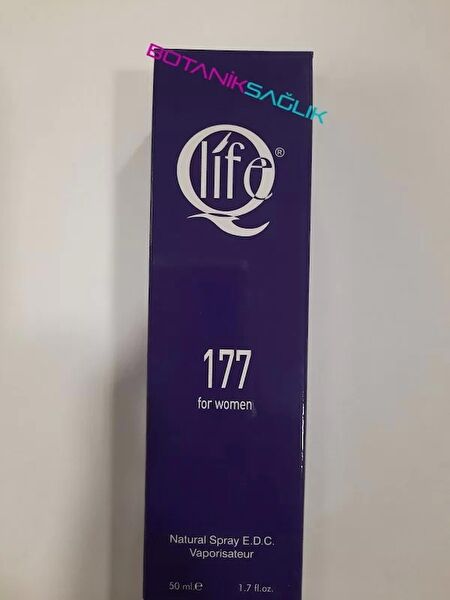 BOTANİKSAĞLIK
Qlife®
177
for women
Natural Spray E.D.C.
Vaporisateur
50 ml.℮ 1.7 fl.oz.